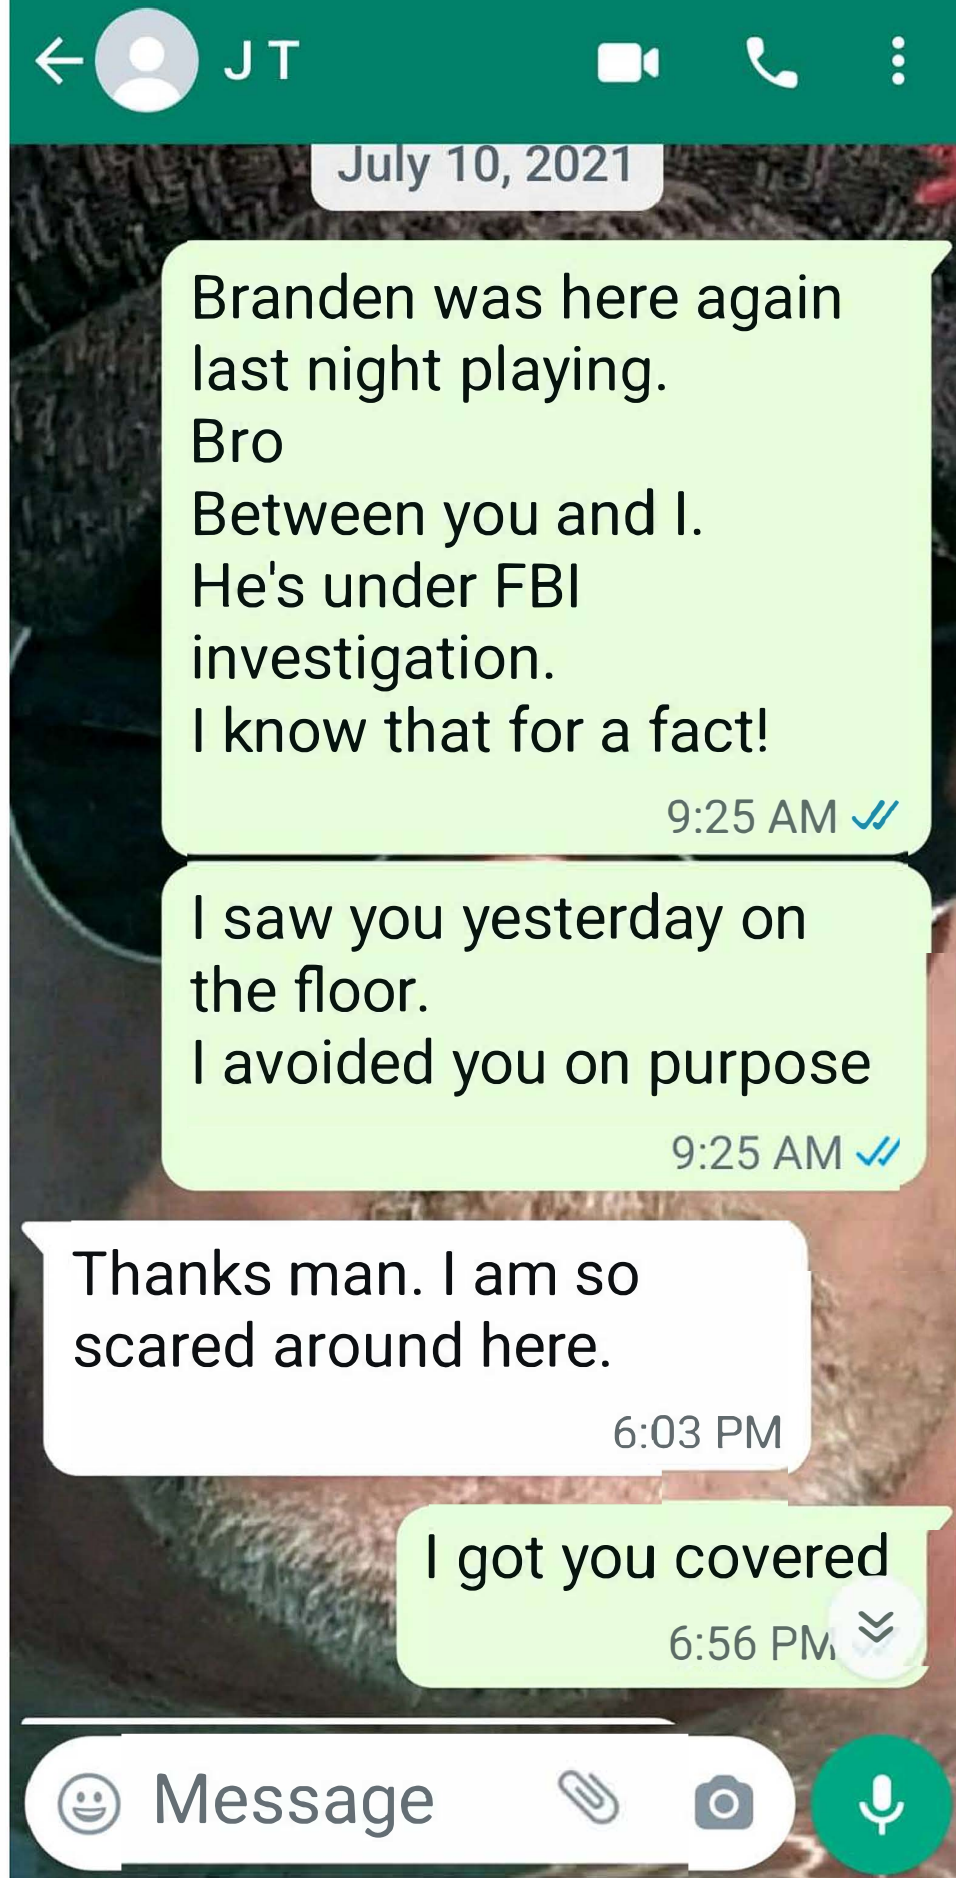 J T
July 10, 2021
Branden was here again
last night playing.
Bro
Between you and I.
He's under FBI
investigation.
I know that for a fact!
9:25 AM
I saw you yesterday on
the floor.
I avoided you on purpose
9:25 AM
Thanks man. I am so
scared around here.
6:03 PM
I got you covered
6:56 PM
Message